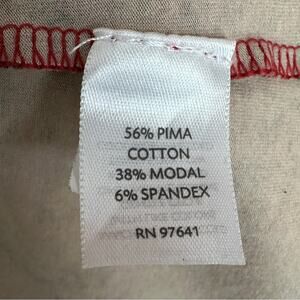 56% PIMA
COTTON
38% MODAL
6% SPANDEX
RN 97641